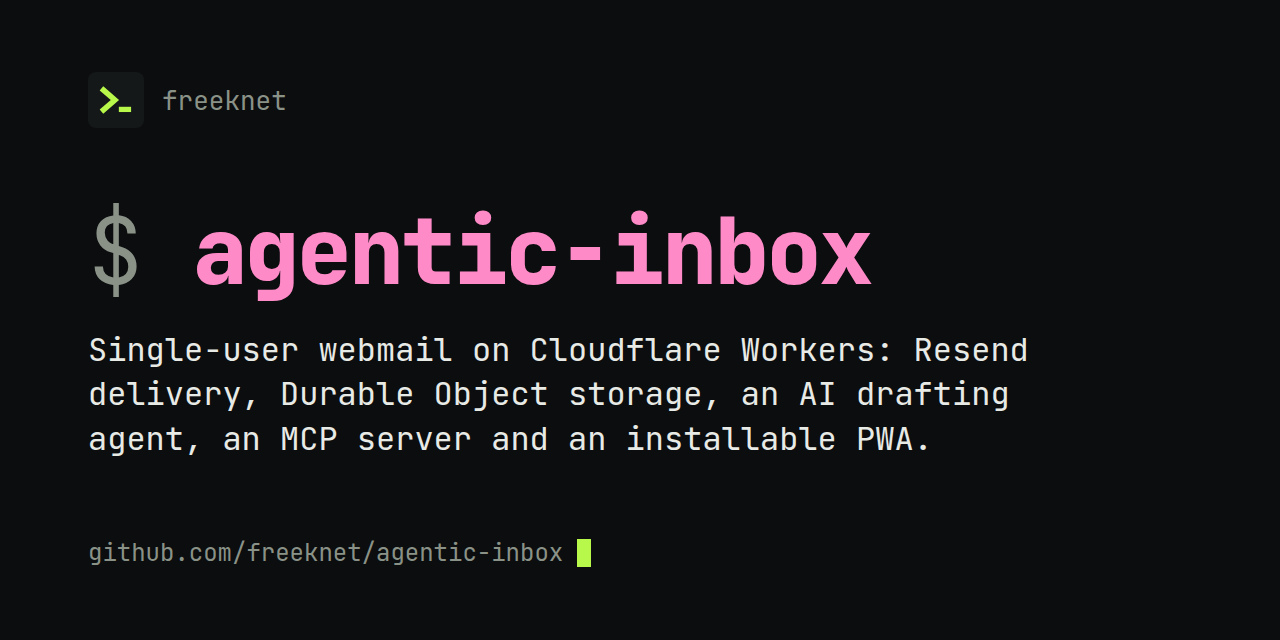 >_ freeknet
$ agentic-inbox
Single-user webmail on Cloudflare Workers: Resend
delivery, Durable Object storage, an AI drafting
agent, an MCP server and an installable PWA.
github.com/freeknet/agentic-inbox